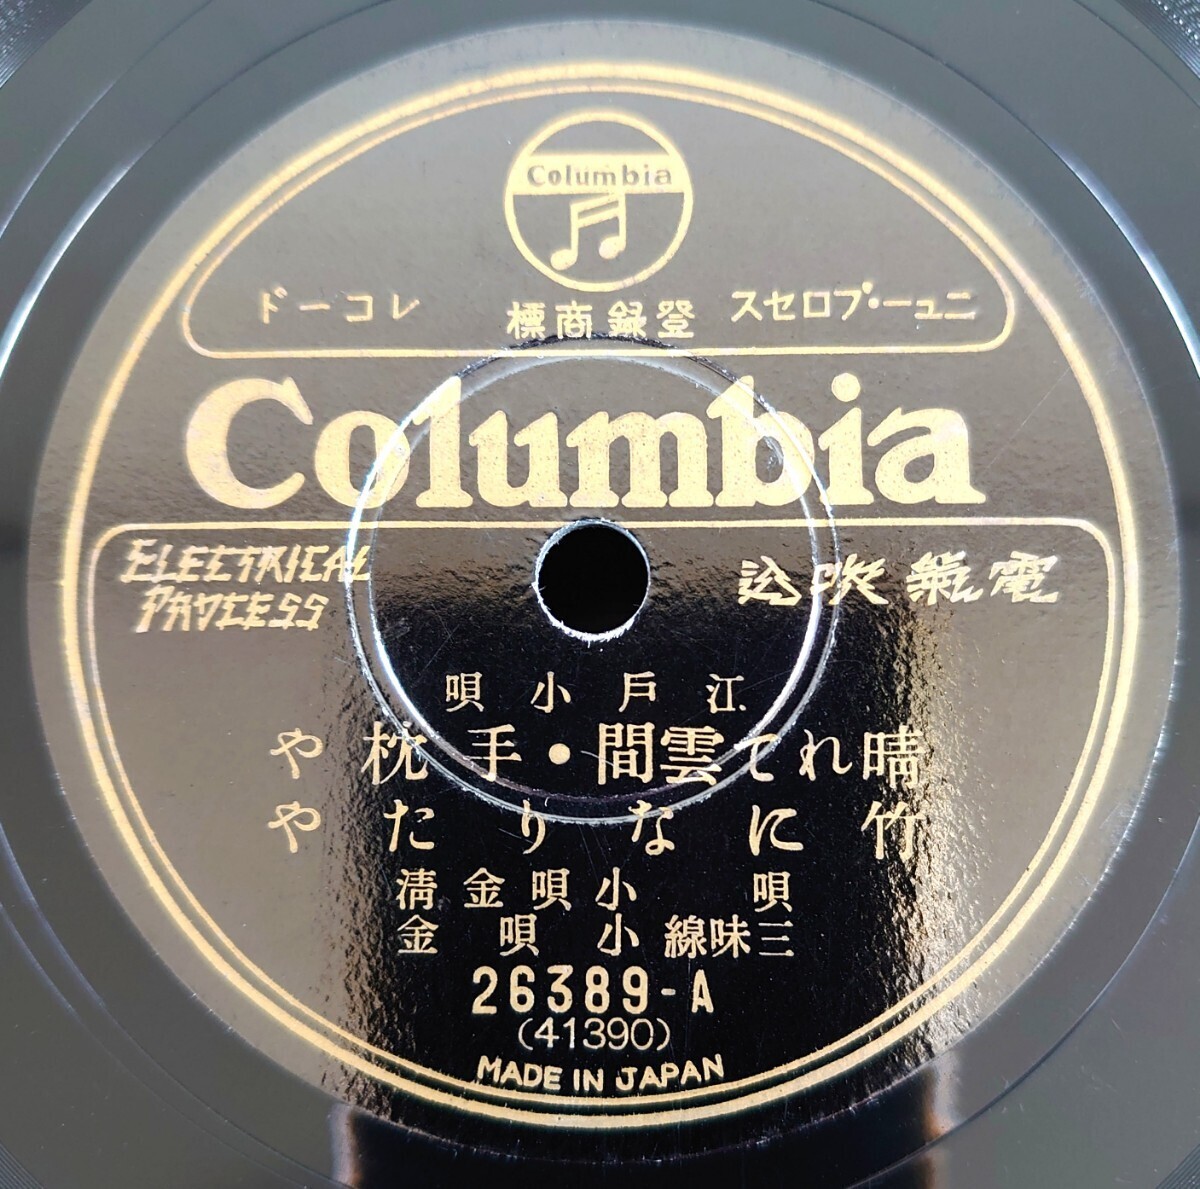 Columbia
ニュー・プロセス 登録商標 レコード
Columbia
ELECTRICAL
PROCESS
電氣吹込
江戸小唄
晴れて雲間・手枕や
竹になりたや
唄 小唄金淸
三味線 小唄金
26389-A
(41390)
MADE IN JAPAN